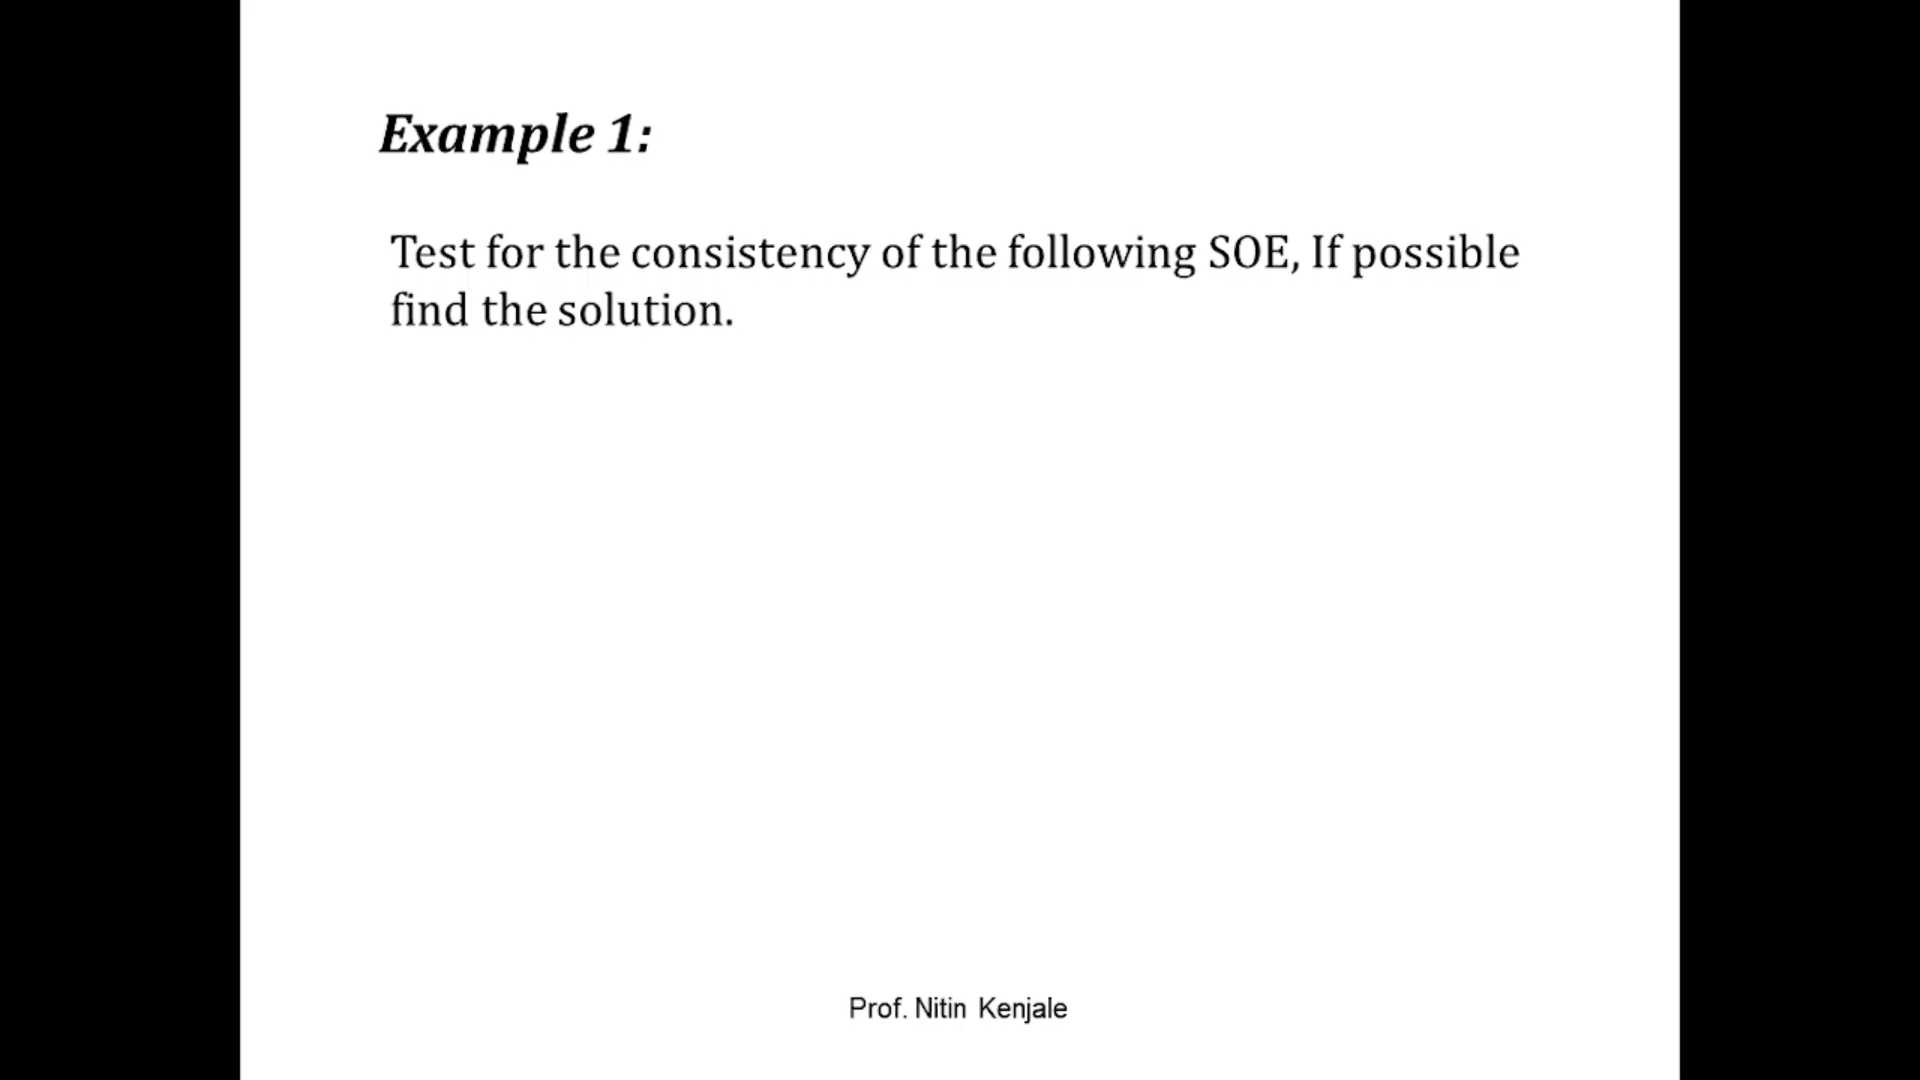 Example 1:
Test for the consistency of the following SOE, If possible
find the solution.
Prof. Nitin Kenjale